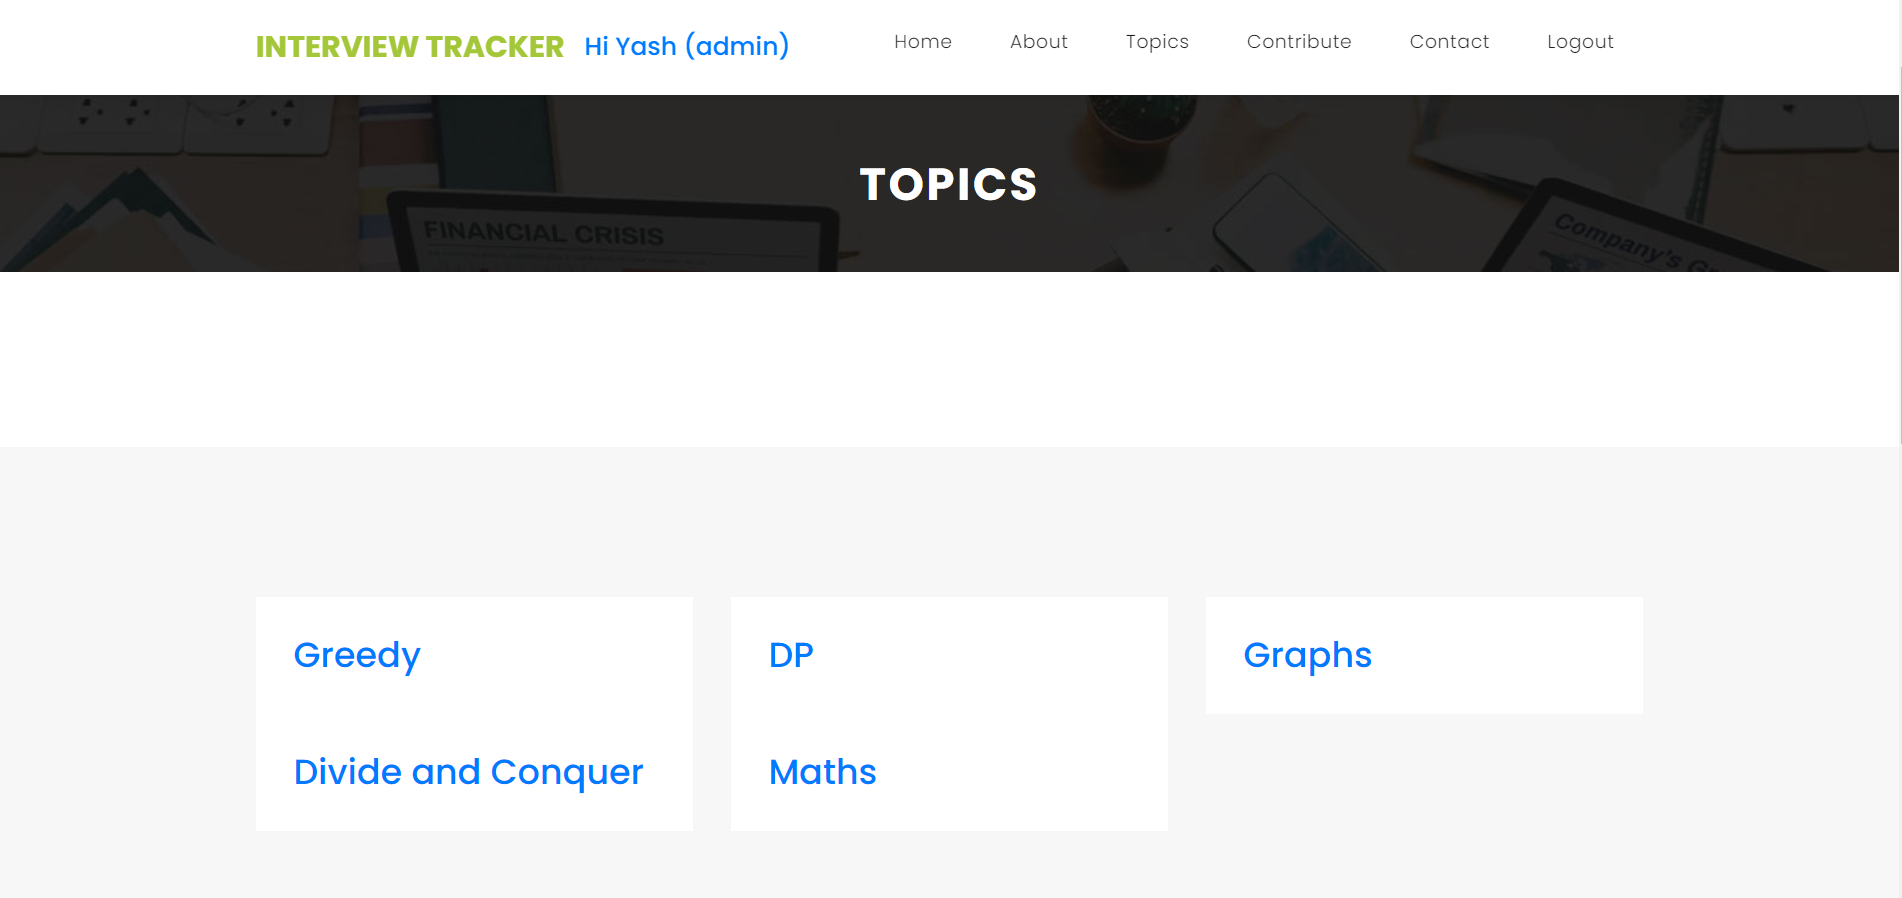 INTERVIEW TRACKER Hi Yash (admin) Home About Topics Contribute Contact Logout
TOPICS
FINANCIAL CRISIS
Company's
Greedy DP Graphs
Divide and Conquer Maths